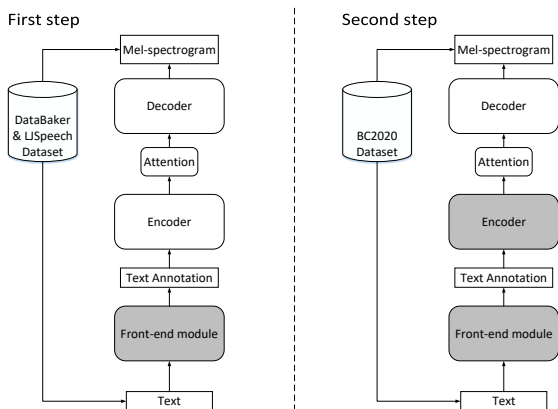 First step
Mel-spectrogram
Decoder
DataBaker
& LJSpeech
Dataset
Attention
Encoder
Text Annotation
Front-end module
Text
Second step
Mel-spectrogram
Decoder
BC2020
Dataset
Attention
Encoder
Text Annotation
Front-end module
Text